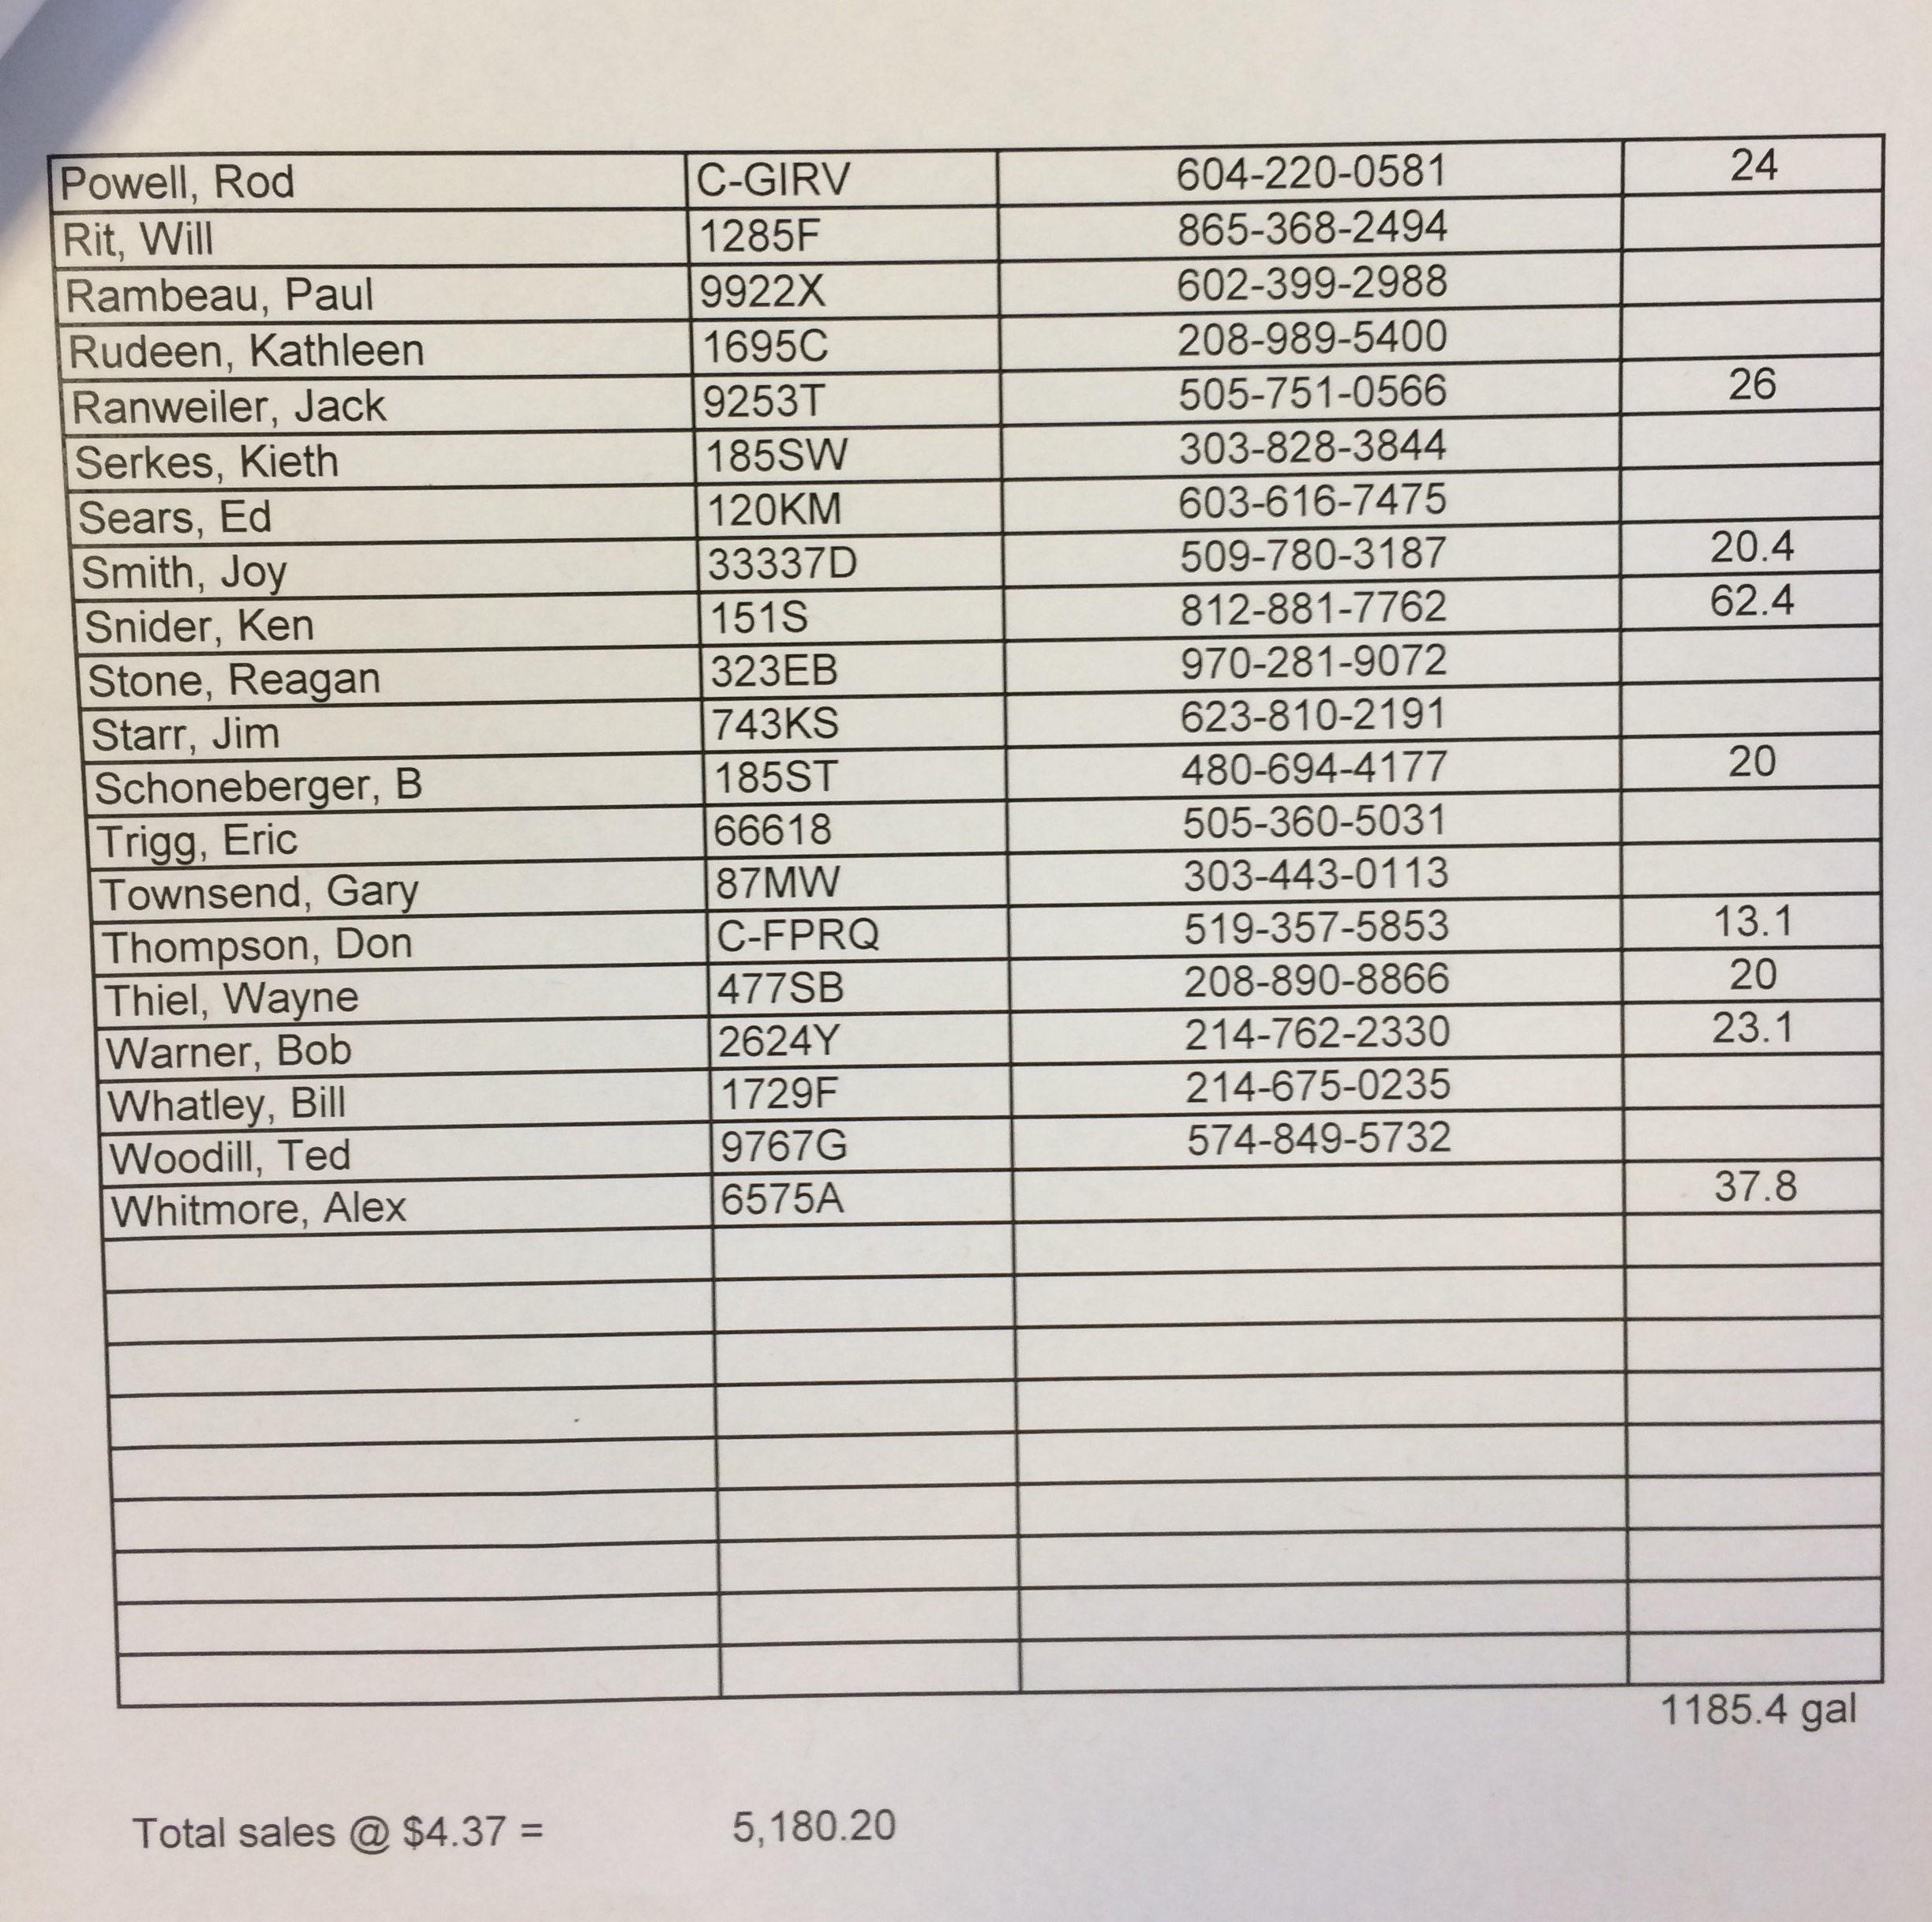 Powell, Rod C-GIRV 604-220-0581 24
Rit, Will 1285F 865-368-2494
Rambeau, Paul 9922X 602-399-2988
Rudeen, Kathleen 1695C 208-989-5400
Ranweiler, Jack 9253T 505-751-0566 26
Serkes, Kieth 185SW 303-828-3844
Sears, Ed 120KM 603-616-7475
Smith, Joy 33337D 509-780-3187 20.4
Snider, Ken 151S 812-881-7762 62.4
Stone, Reagan 323EB 970-281-9072
Starr, Jim 743KS 623-810-2191
Schoneberger, B 185ST 480-694-4177 20
Trigg, Eric 66618 505-360-5031
Townsend, Gary 87MW 303-443-0113
Thompson, Don C-FPRQ 519-357-5853 13.1
Thiel, Wayne 477SB 208-890-8866 20
Warner, Bob 2624Y 214-762-2330 23.1
Whatley, Bill 1729F 214-675-0235
Woodill, Ted 9767G 574-849-5732
Whitmore, Alex 6575A 37.8
1185.4 gal
Total sales @ $4.37 = 5,180.20